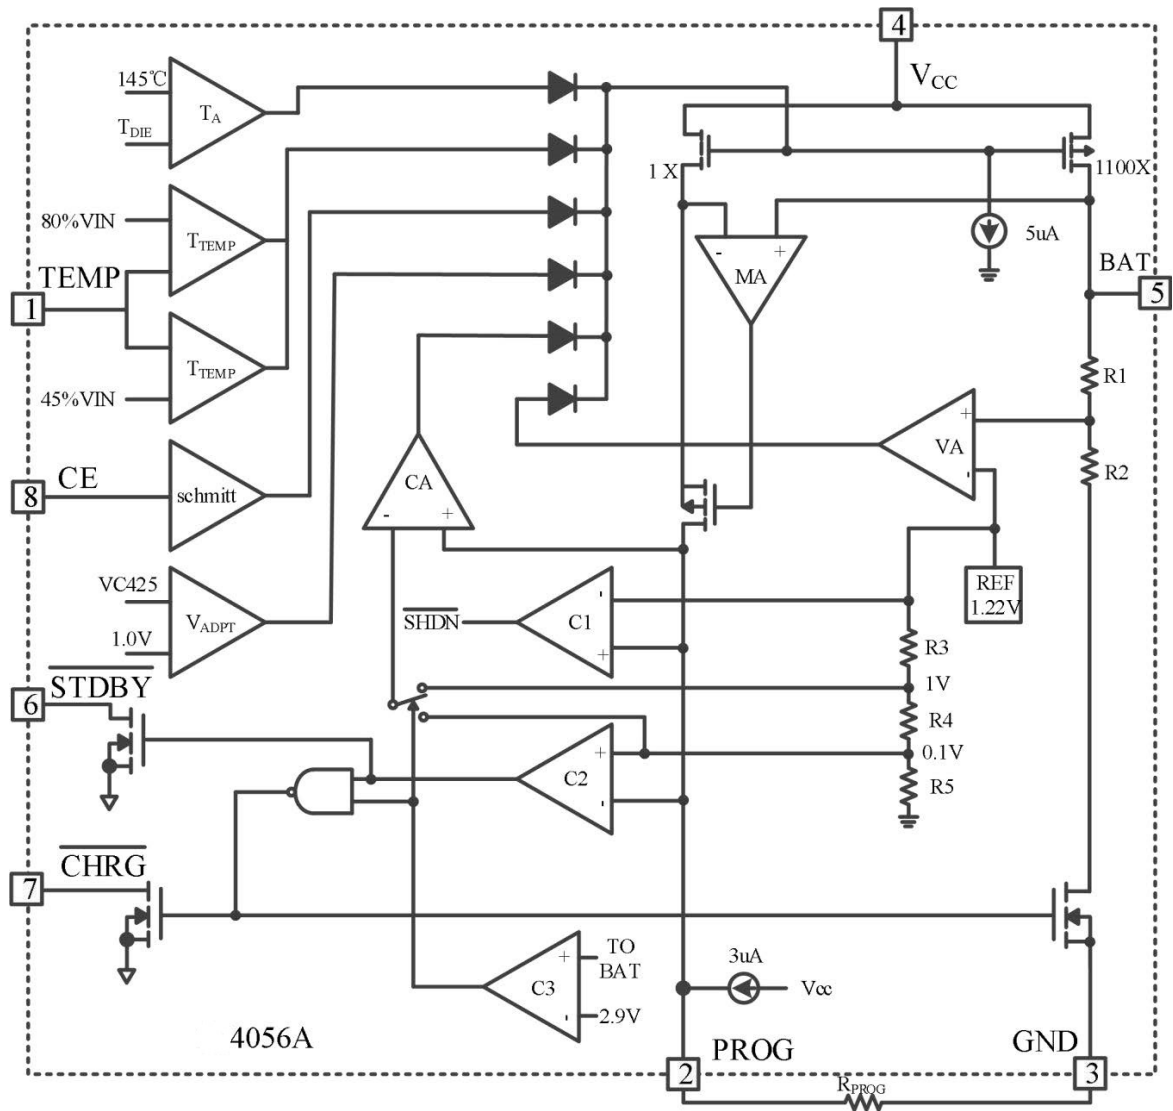 4
VCC
145℃
TA
TDIE
1 X
1100X
80%VIN
TTEMP
5uA
BAT
5
TEMP
1
- +
MA
TTEMP
45%VIN
R1
+
VA
-
R2
CE
8
schmitt
CA
- +
REF
1.22V
VC425
VADPT
1.0V
SHDN
-
C1
+
R3
1V
STDBY
6
R4
0.1V
+
C2
-
R5
CHRG
7
TO
BAT
+
C3
-
2.9V
3uA
Vcc
4056A
PROG
2
GND
3
RPROG